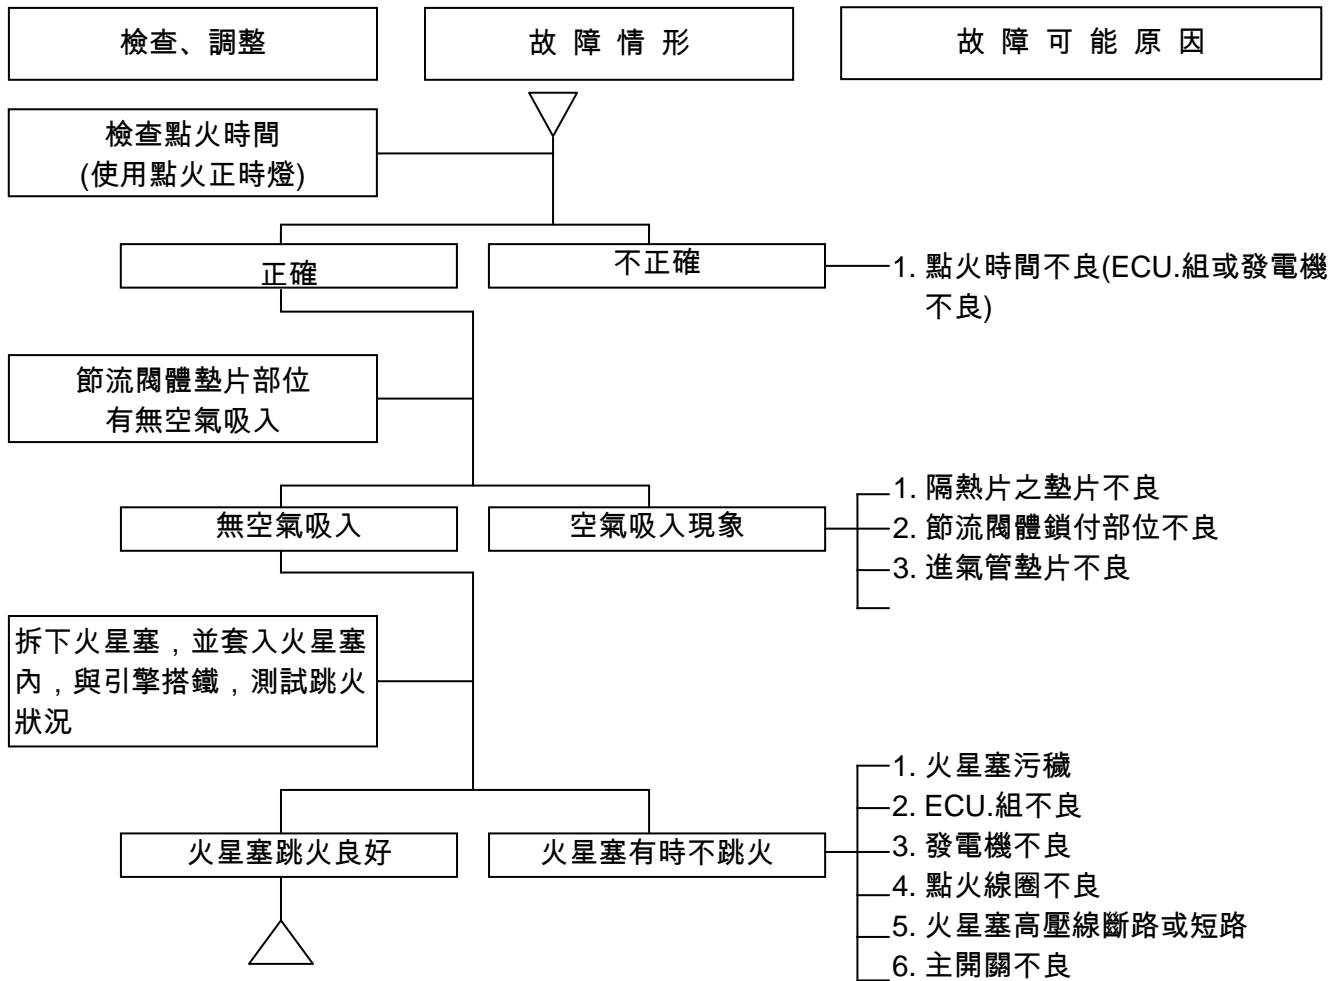 檢查、調整
故 障 情 形
故 障 可 能 原 因
檢查點火時間
(使用點火正時燈)
正確
不正確
1. 點火時間不良(ECU.組或發電機
不良)
節流閥體墊片部位
有無空氣吸入
無空氣吸入
空氣吸入現象
1. 隔熱片之墊片不良
2. 節流閥體鎖付部位不良
3. 進氣管墊片不良
拆下火星塞，並套入火星塞
內，與引擎搭鐵，測試跳火
狀況
火星塞跳火良好
火星塞有時不跳火
1. 火星塞污穢
2. ECU.組不良
3. 發電機不良
4. 點火線圈不良
5. 火星塞高壓線斷路或短路
6. 主開關不良